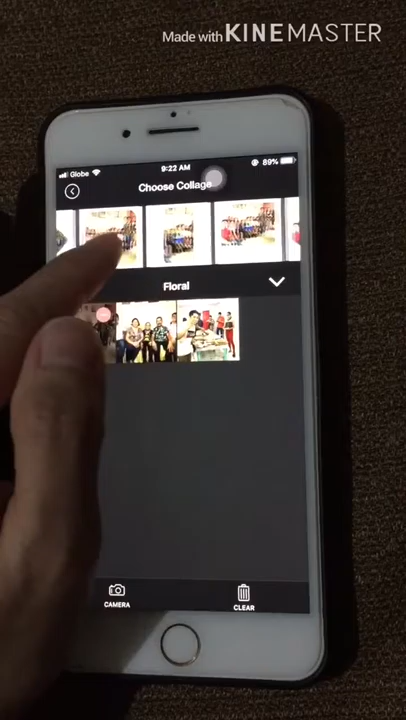 Made with KINEMASTER
Globe 9:22 AM 89%
Choose Collage
Floral
CAMERA CLEAR